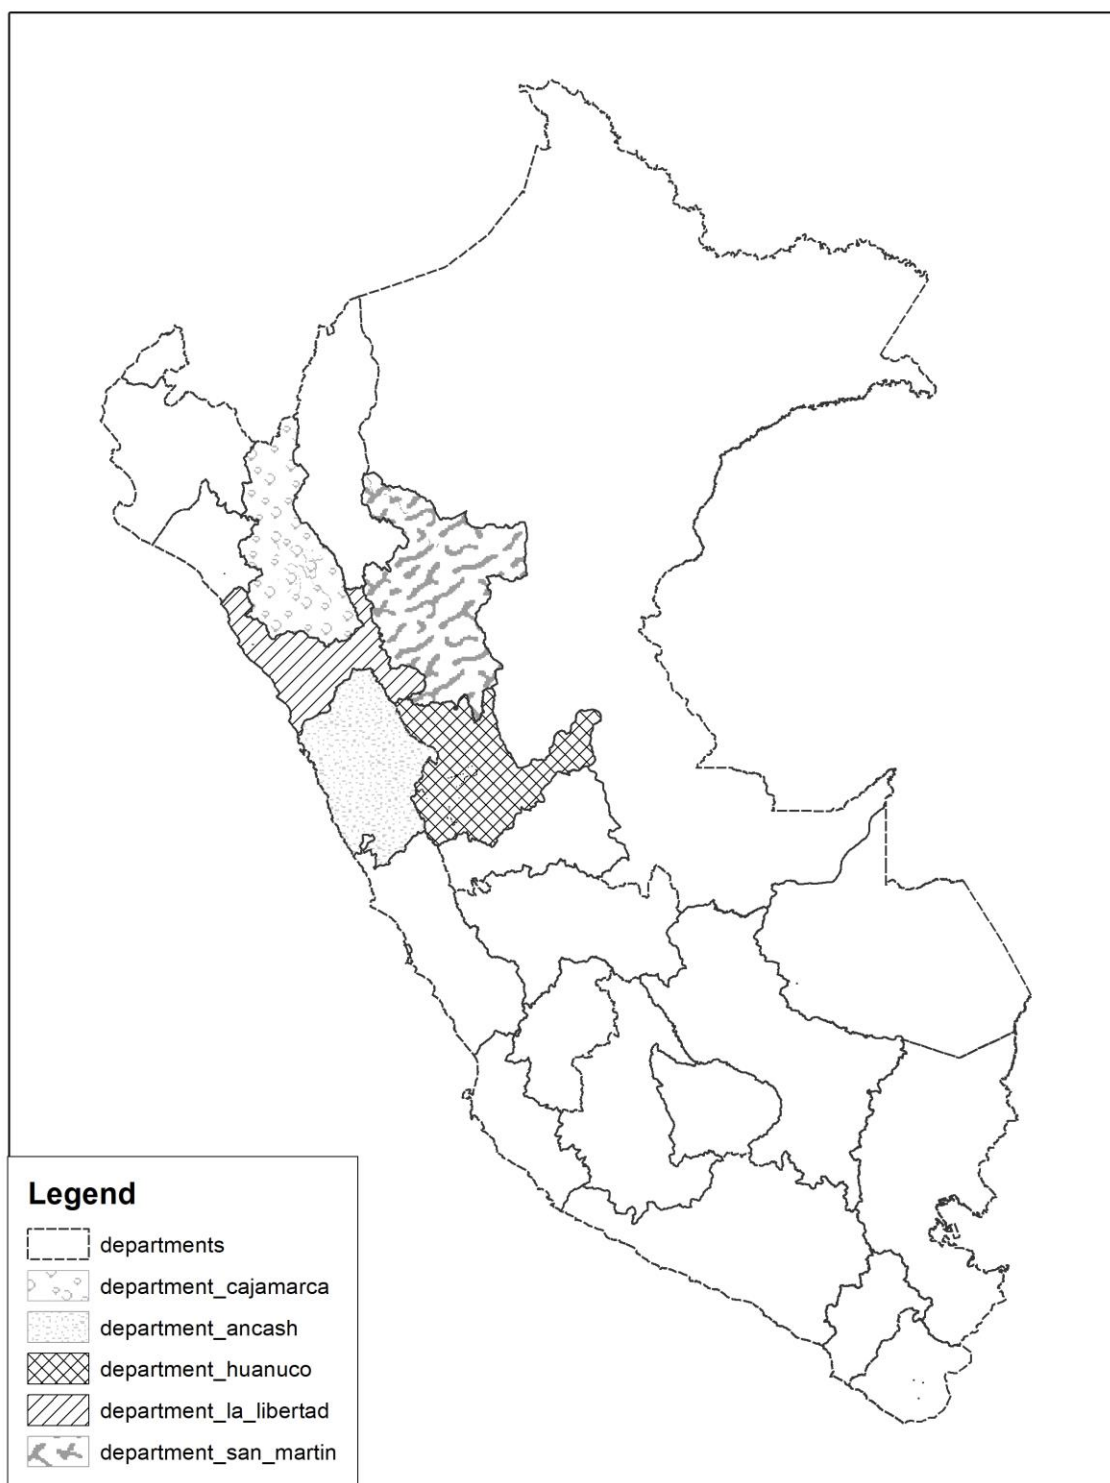 Legend
departments
department_cajamarca
department_ancash
department_huanuco
department_la_libertad
department_san_martin